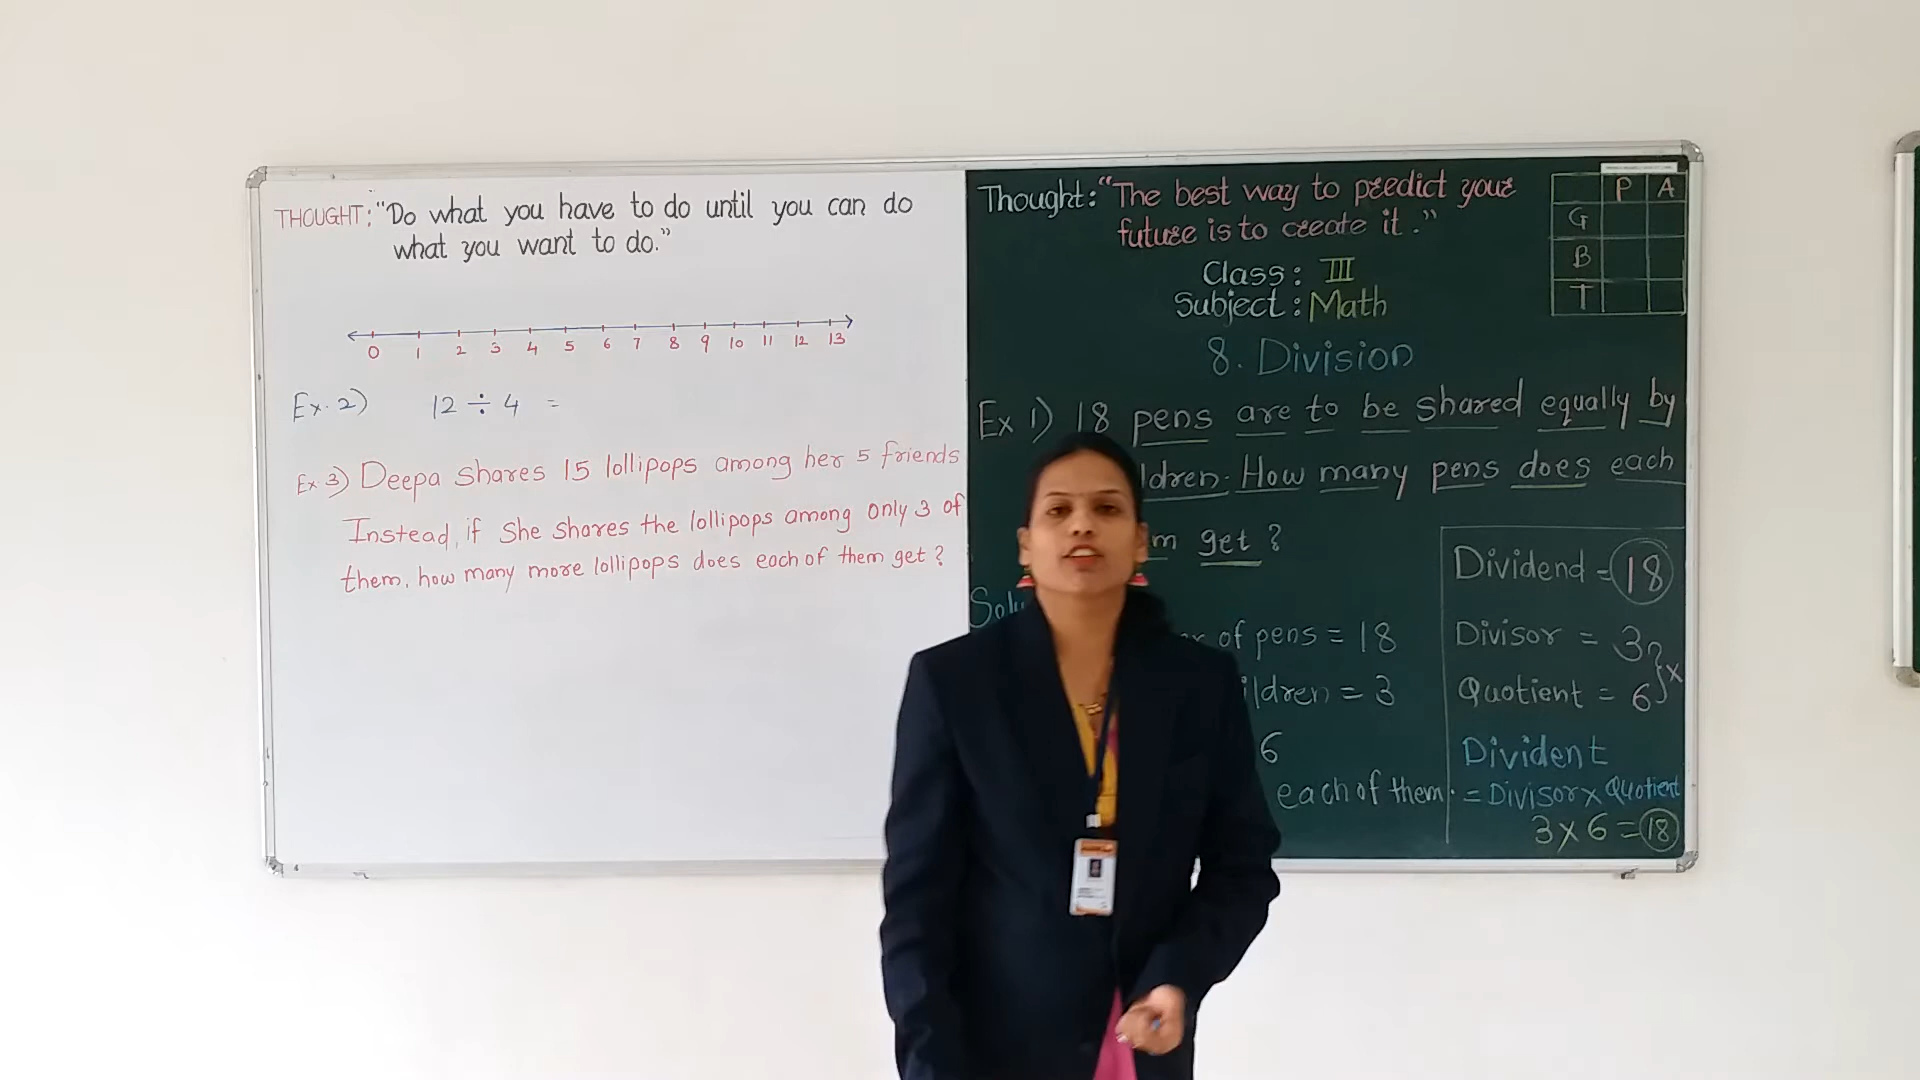 THOUGHT: "Do what you have to do until you can do
what you want to do."
0 1 2 3 4 5 6 7 8 9 10 11 12 13
Ex. 2) 12 ÷ 4 =
Ex 3) Deepa shares 15 lollipops among her 5 friends
Instead, if She shares the lollipops among only 3 of
them, how many more lollipops does each of them get?
Thought: "The best way to predict your
future is to create it."
Class: III
Subject: Math
P A
G
B
T
8. Division
Ex 1) 18 pens are to be shared equally by
How many pens does each
get?
of pens = 18
= 3
6
each of them.
Dividend = 18
Divisor = 3
Quotient = 6 } x
Divident
= Divisor x Quotient
3 x 6 = 18